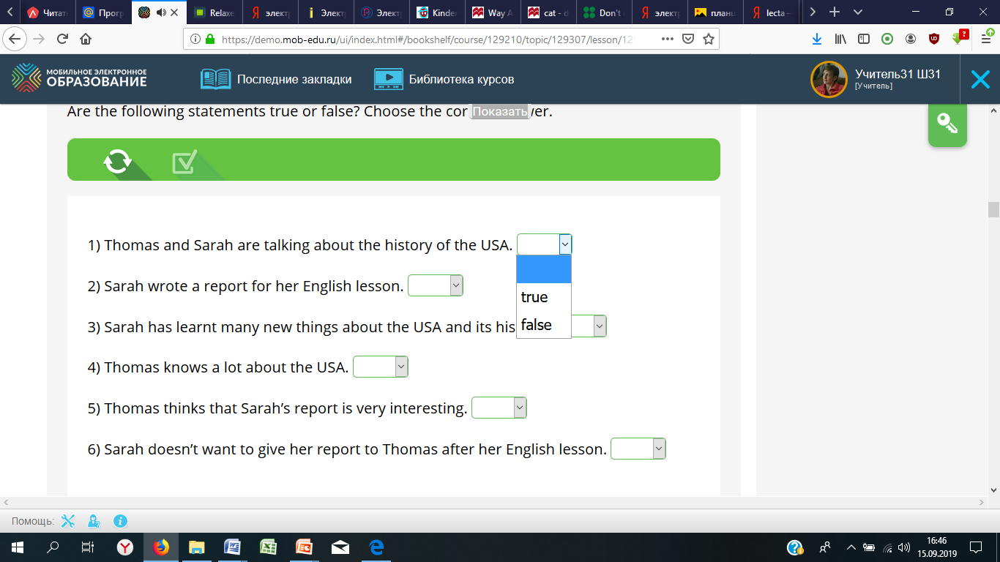 Читат
Прогр
Relaxe
элект
Элект
Элект
Kinder
Way A
cat - d
Don't
элект
планш
lecta –
https://demo.mob-edu.ru/ui/index.html#/bookshelf/course/129210/topic/129307/lesson/12
МОБИЛЬНОЕ ЭЛЕКТРОННОЕ
ОБРАЗОВАНИЕ
Последние закладки
Библиотека курсов
Учитель31 Ш31
[Учитель]
Are the following statements true or false? Choose the cor Показать er.
1) Thomas and Sarah are talking about the history of the USA.
true
false
2) Sarah wrote a report for her English lesson.
3) Sarah has learnt many new things about the USA and its his
4) Thomas knows a lot about the USA.
5) Thomas thinks that Sarah’s report is very interesting.
6) Sarah doesn’t want to give her report to Thomas after her English lesson.
Помощь:
16:46
15.09.2019